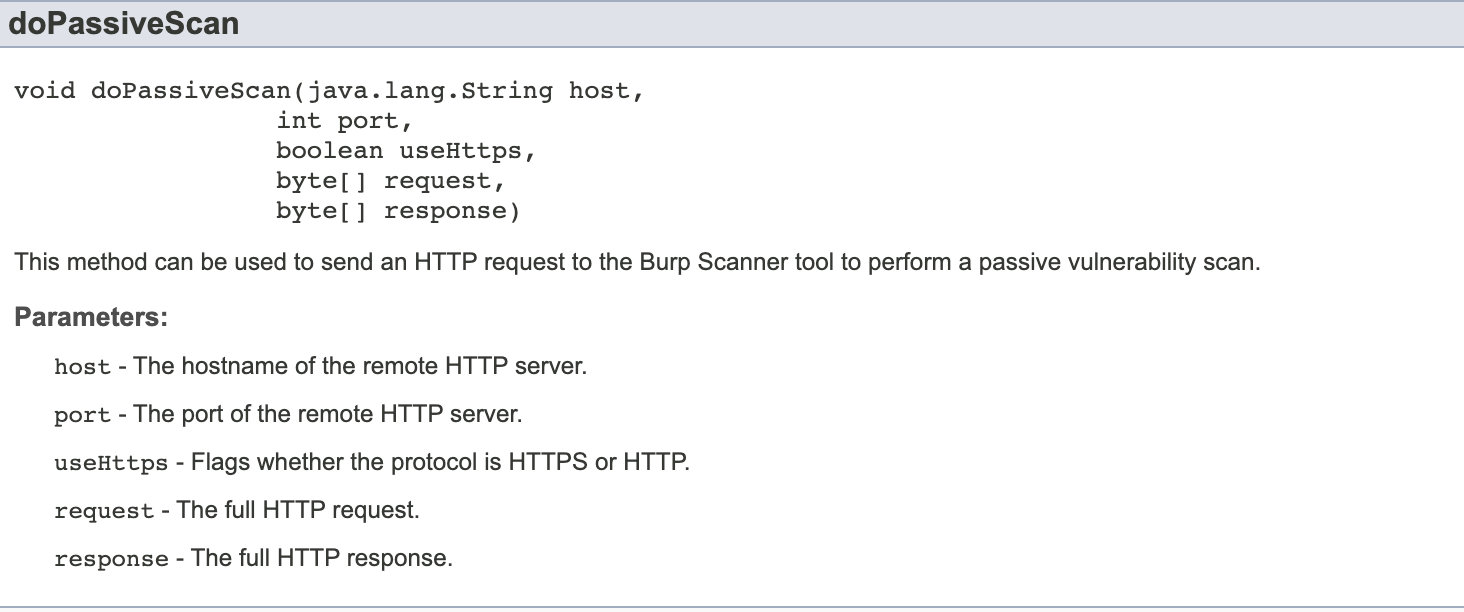 doPassiveScan
void doPassiveScan(java.lang.String host,
int port,
boolean useHttps,
byte[] request,
byte[] response)
This method can be used to send an HTTP request to the Burp Scanner tool to perform a passive vulnerability scan.
Parameters:
host - The hostname of the remote HTTP server.
port - The port of the remote HTTP server.
useHttps - Flags whether the protocol is HTTPS or HTTP.
request - The full HTTP request.
response - The full HTTP response.